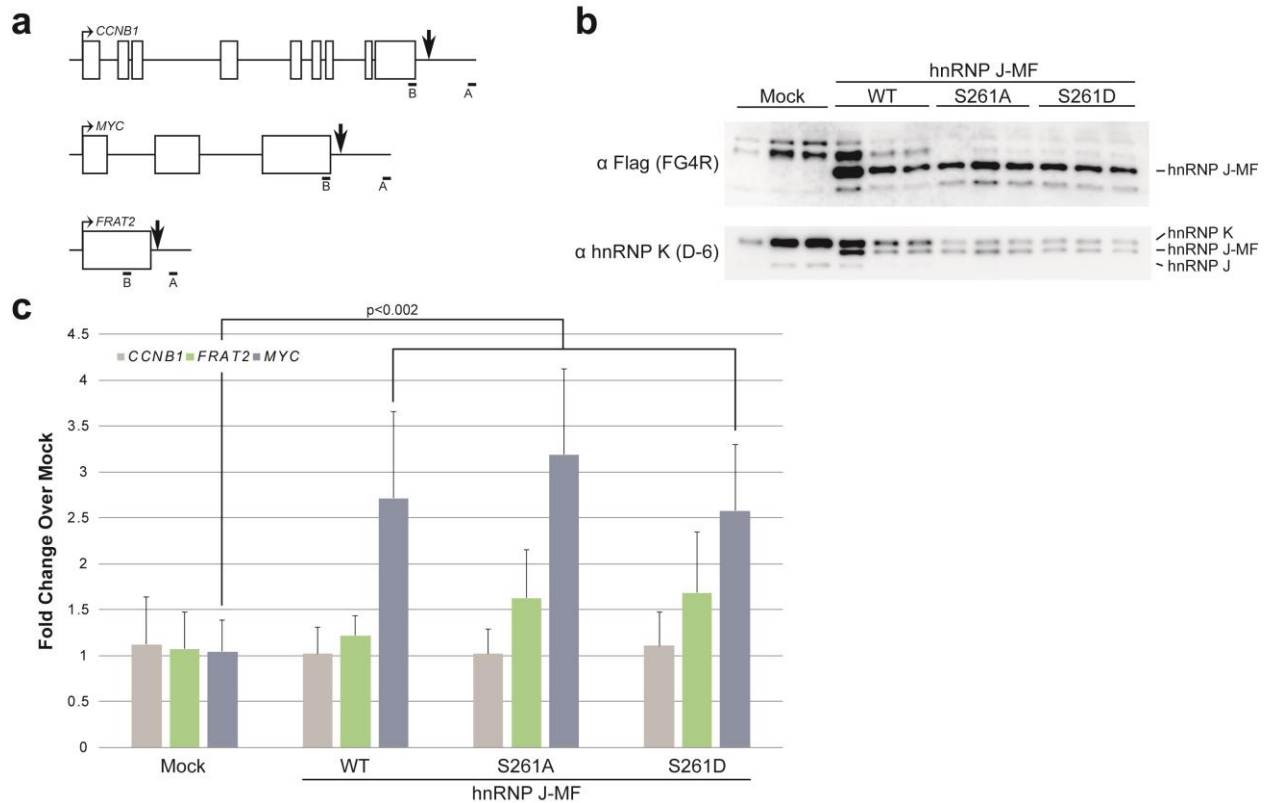 a
CCNB1
B
A
MYC
B
A
FRAT2
B
A
b
hnRNP J-MF
Mock
WT
S261A
S261D
α Flag (FG4R)
hnRNP J-MF
α hnRNP K (D-6)
hnRNP K
hnRNP J-MF
hnRNP J
c
p<0.002
4.5
CCNB1 FRAT2 MYC
4
3.5
3
2.5
2
1.5
1
0.5
0
Fold Change Over Mock
Mock
WT
S261A
S261D
hnRNP J-MF